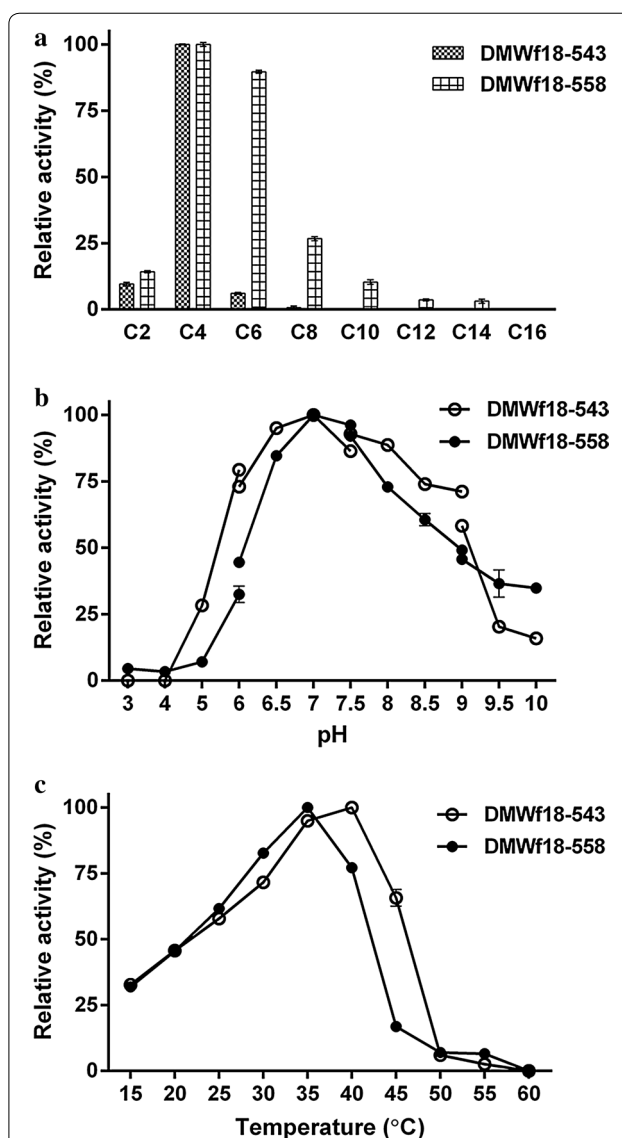 a
100
75
50
25
0
Relative activity (%)
DMWf18-543
DMWf18-558
C2 C4 C6 C8 C10 C12 C14 C16
b
100
75
50
25
0
Relative activity (%)
DMWf18-543
DMWf18-558
3 4 5 6 6.5 7 7.5 8 8.5 9 9.5 10
pH
c
100
75
50
25
0
Relative activity (%)
DMWf18-543
DMWf18-558
15 20 25 30 35 40 45 50 55 60
Temperature (°C)